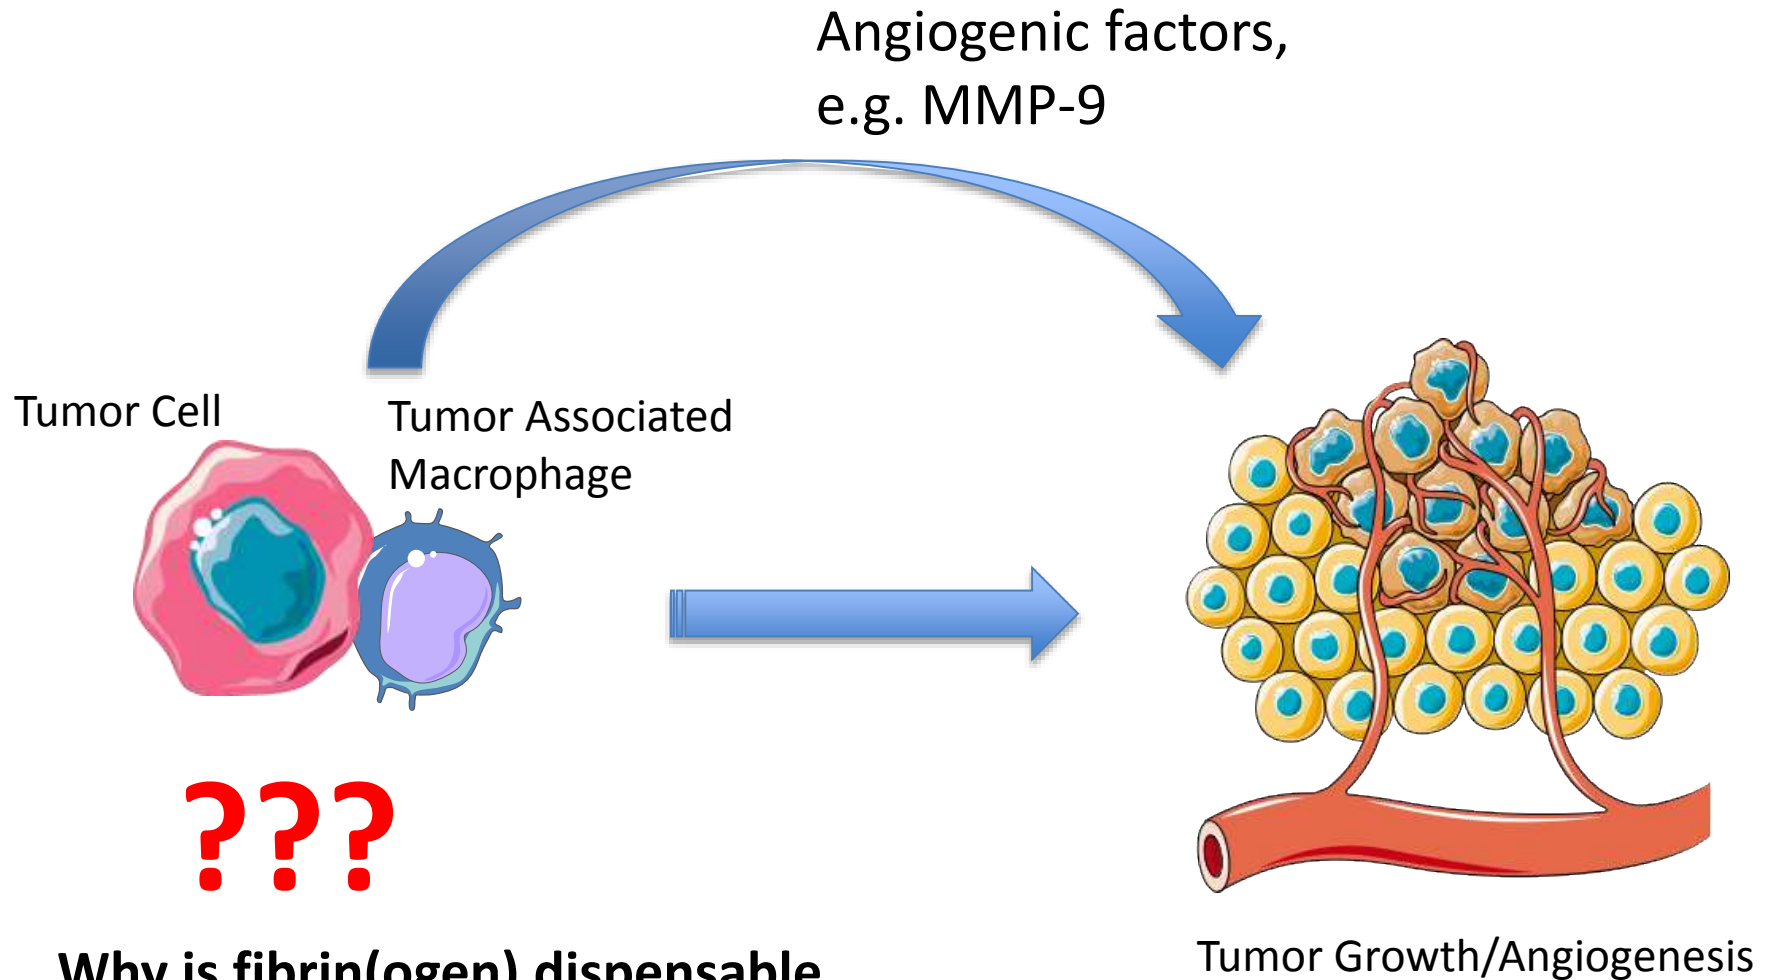 Angiogenic factors,
e.g. MMP-9
Tumor Cell
Tumor Associated
Macrophage
???
Why is fibrin(ogen) dispensable
Tumor Growth/Angiogenesis